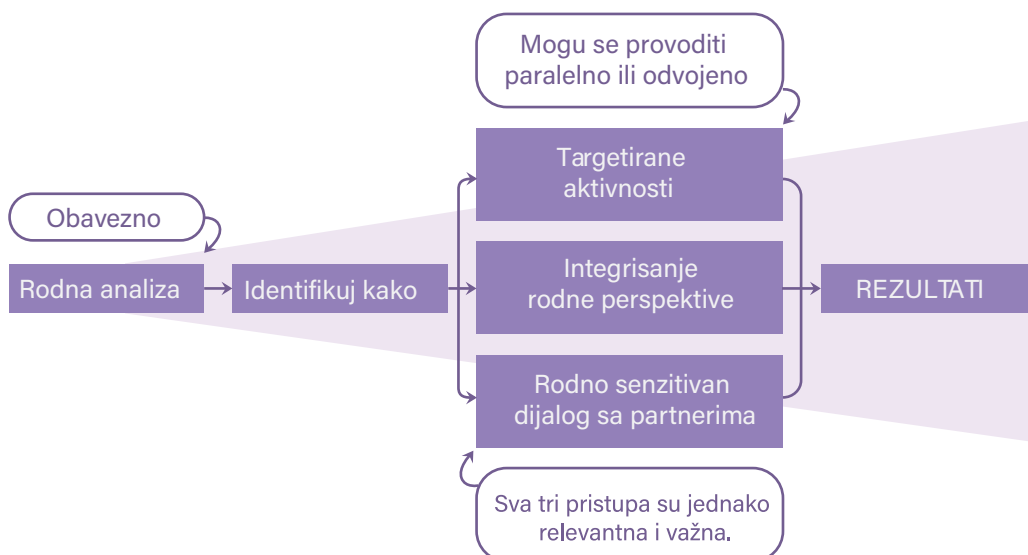 Mogu se provoditi
paralelno ili odvojeno
Targetirane
aktivnosti
Obavezno
Rodna analiza
Identifikuj kako
Integrisanje
rodne perspektive
REZULTATI
Rodno senzitivan
dijalog sa partnerima
Sva tri pristupa su jednako
relevantna i važna.